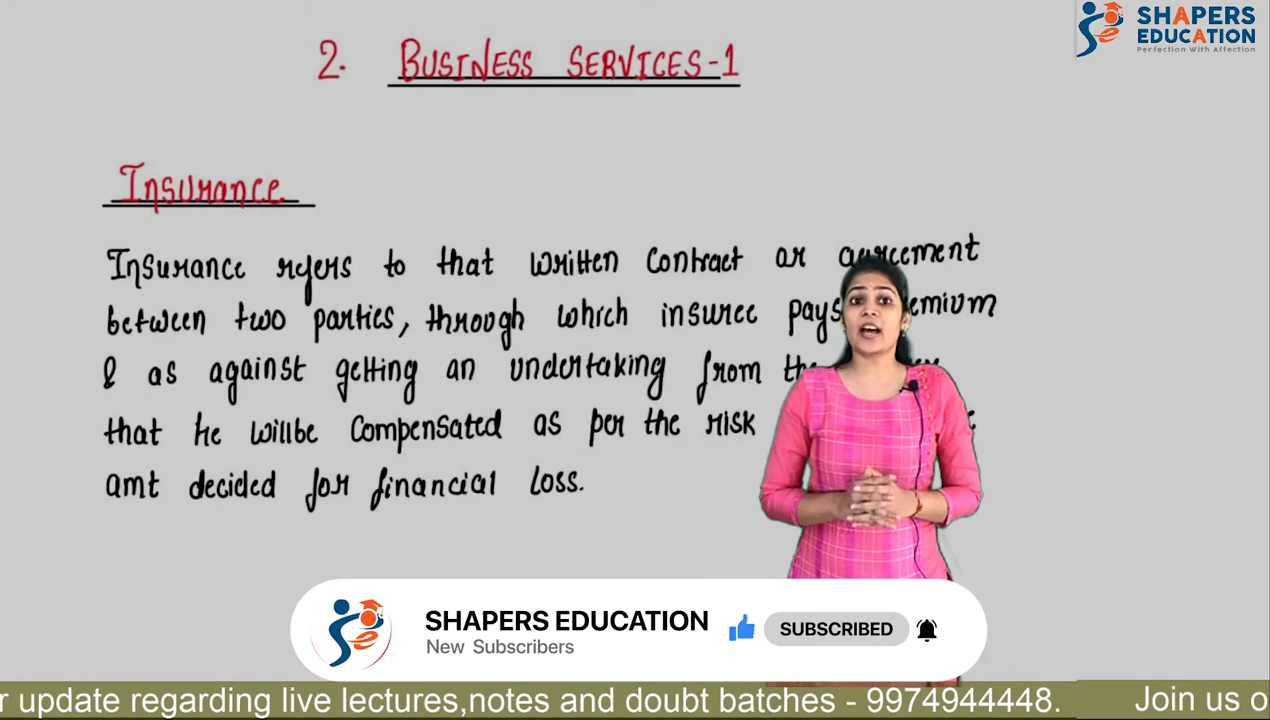 SHAPERS
EDUCATION
Perfection With Affection
2. BUSINESS SERVICES-1
Insurance
Insurance refers to that written contract or agreement
between two parties, through which insuree pays
& as against getting an undertaking from
that he willbe compensated as per the risk
amt decided for financial loss.
SHAPERS EDUCATION
SUBSCRIBED
New Subscribers
update regarding live lectures,notes and doubt batches - 9974944448. Join us